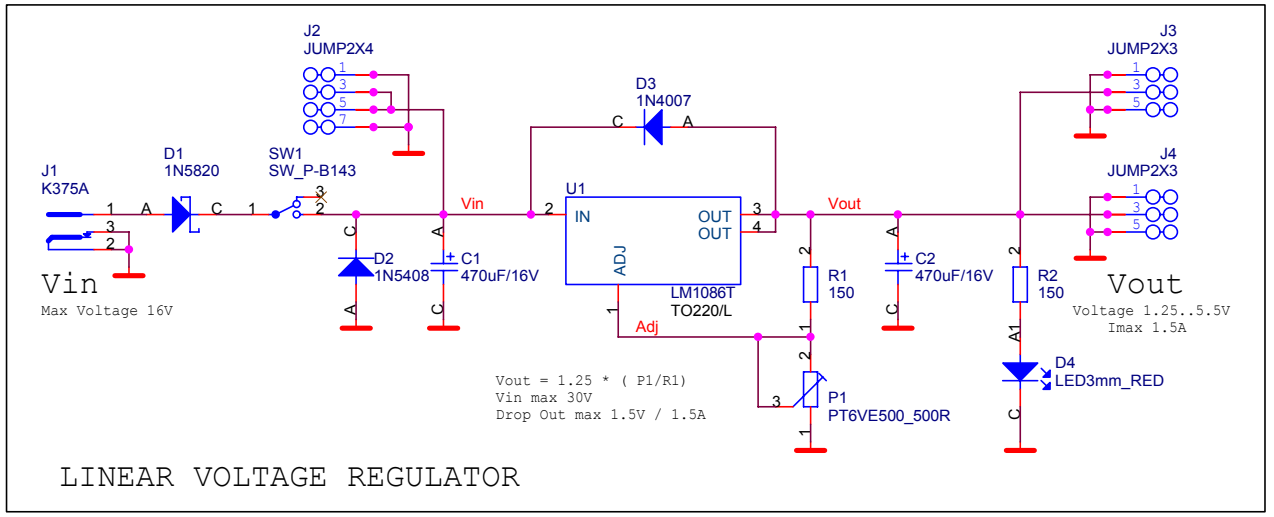 J2
JUMP2X4
1
3
5
7
J3
JUMP2X3
1
3
5
D3
1N4007
C
A
J1
K375A
1
3
2
D1
1N5820
A
C
SW1
SW_P-B143
1
3
2
Vin
U1
2
IN
OUT
OUT
3
4
ADJ
1
LM1086T
TO220/L
Vout
J4
JUMP2X3
1
3
5
C
D2
1N5408
A
A
+
C1
470uF/16V
C
2
R1
150
1
A
+
C2
470uF/16V
C
2
R2
150
A1
D4
LED3mm_RED
C
Vin
Max Voltage 16V
Vout
Voltage 1.25..5.5V
Imax 1.5A
Adj
2
P1
PT6VE500_500R
3
1
Vout = 1.25 * ( P1/R1)
Vin max 30V
Drop Out max 1.5V / 1.5A
LINEAR VOLTAGE REGULATOR